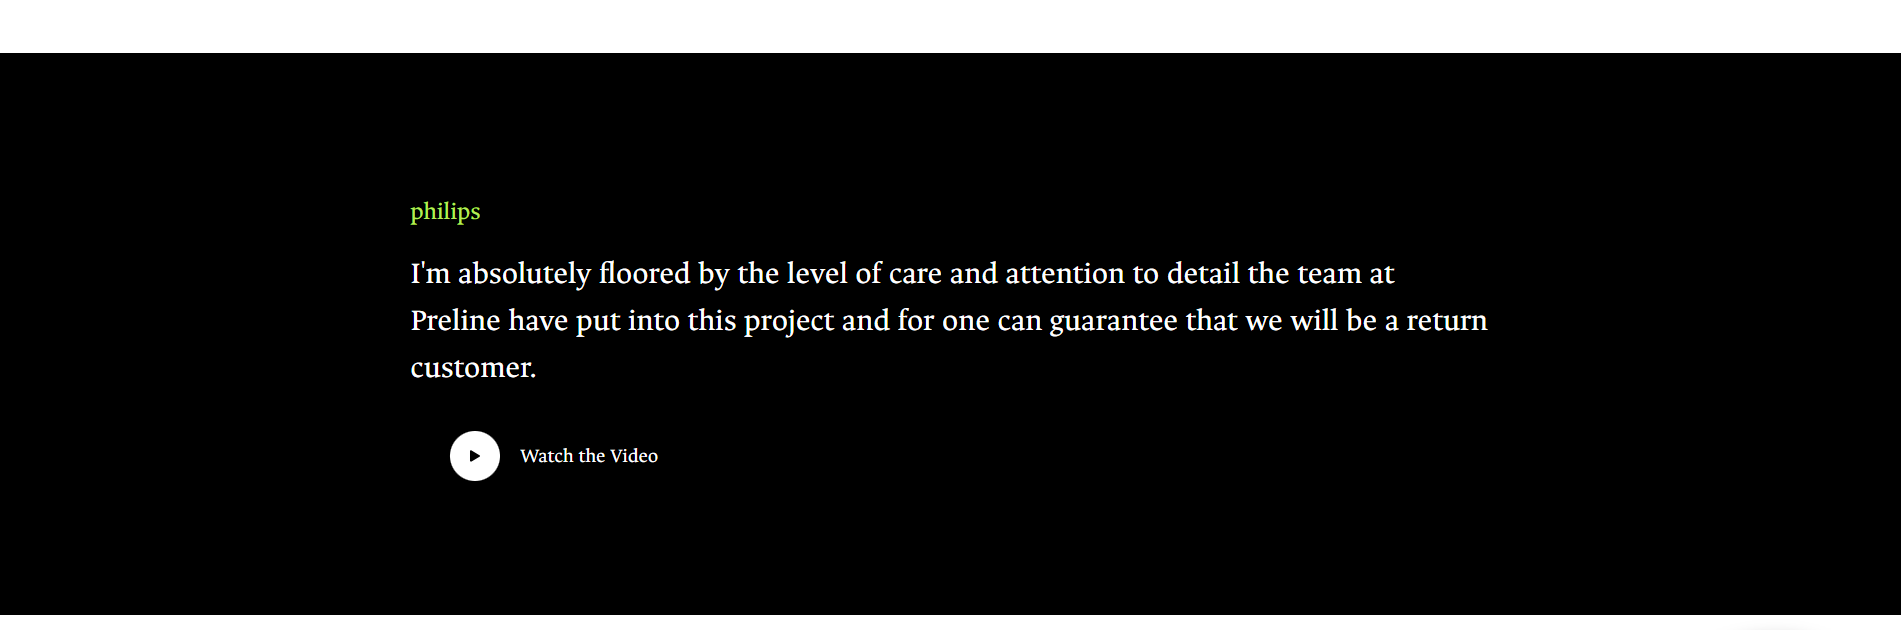 philips
I'm absolutely floored by the level of care and attention to detail the team at
Preline have put into this project and for one can guarantee that we will be a return
customer.
Watch the Video